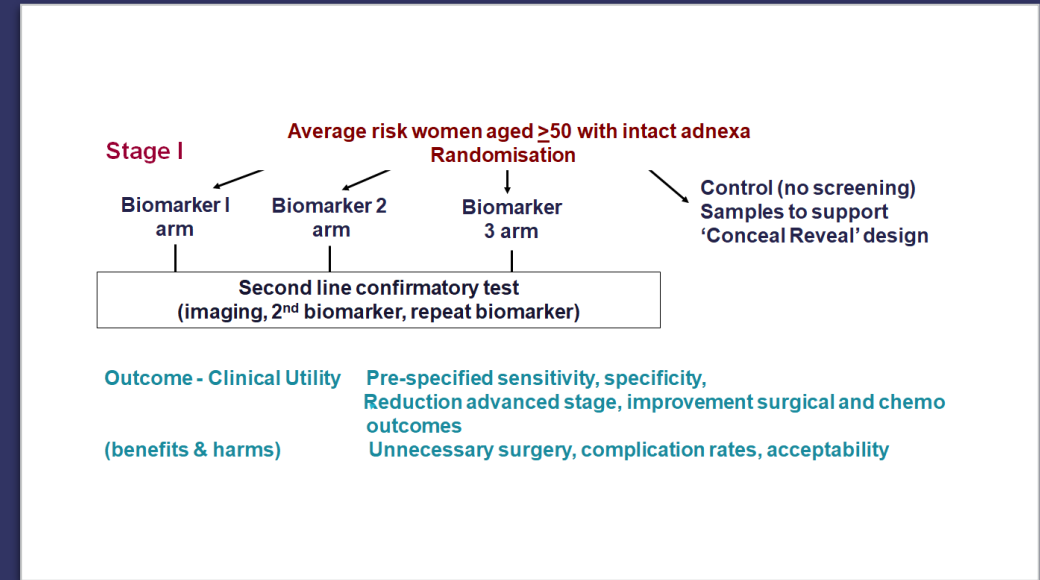 Average risk women aged ≥50 with intact adnexa
Randomisation
Stage I
Biomarker I
arm
Biomarker 2
arm
Biomarker
3 arm
Control (no screening)
Samples to support
‘Conceal Reveal’ design
Second line confirmatory test
(imaging, 2nd biomarker, repeat biomarker)
Outcome - Clinical Utility Pre-specified sensitivity, specificity,
Reduction advanced stage, improvement surgical and chemo
outcomes
(benefits & harms) Unnecessary surgery, complication rates, acceptability